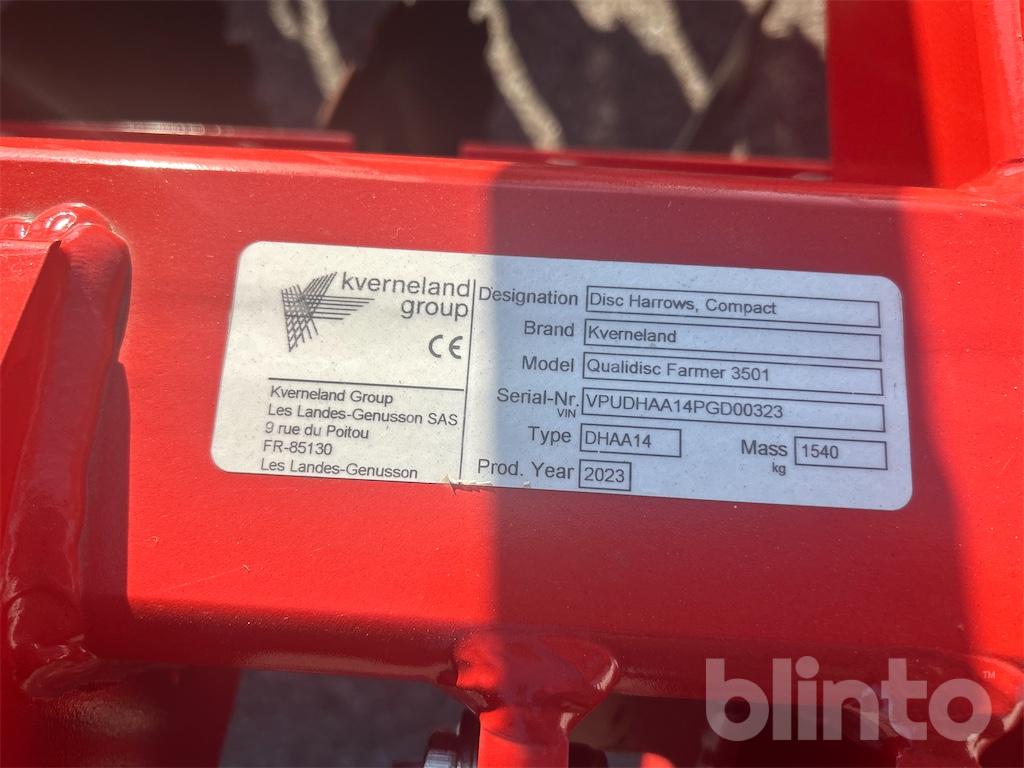 kverneland
group
CE
Kverneland Group
Les Landes-Genusson SAS
9 rue du Poitou
FR-85130
Les Landes-Genusson
Designation Disc Harrows, Compact
Brand Kverneland
Model Qualidisc Farmer 3501
Serial-Nr. VPUDHAA14PGD00323
VIN
Type DHAA14 Mass 1540
kg
Prod. Year 2023
blinto™